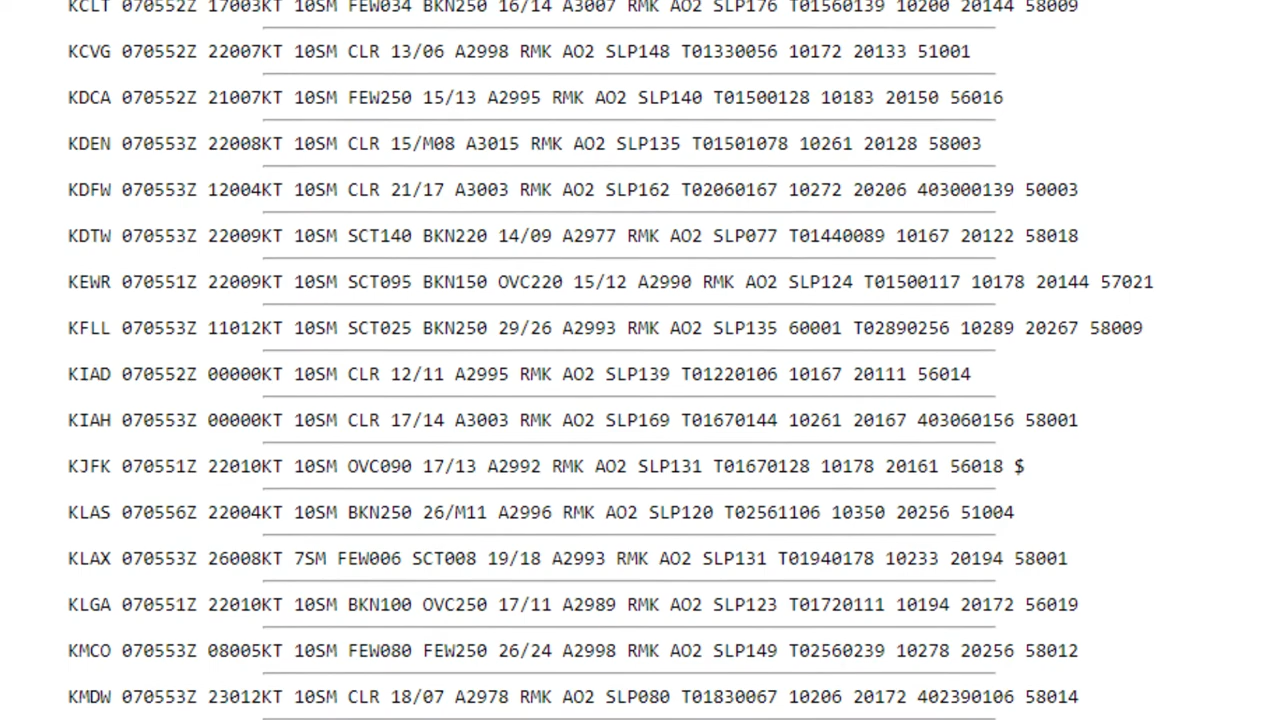 KCLT 070552Z 17003KT 10SM FEW034 BKN250 16/14 A3007 RMK AO2 SLP176 T01560139 10200 20144 58009
KCVG 070552Z 22007KT 10SM CLR 13/06 A2998 RMK AO2 SLP148 T01330056 10172 20133 51001
KDCA 070552Z 21007KT 10SM FEW250 15/13 A2995 RMK AO2 SLP140 T01500128 10183 20150 56016
KDEN 070553Z 22008KT 10SM CLR 15/M08 A3015 RMK AO2 SLP135 T01501078 10261 20128 58003
KDFW 070553Z 12004KT 10SM CLR 21/17 A3003 RMK AO2 SLP162 T02060167 10272 20206 403000139 50003
KDTW 070553Z 22009KT 10SM SCT140 BKN220 14/09 A2977 RMK AO2 SLP077 T01440089 10167 20122 58018
KEWR 070551Z 22009KT 10SM SCT095 BKN150 OVC220 15/12 A2990 RMK AO2 SLP124 T01500117 10178 20144 57021
KFLL 070553Z 11012KT 10SM SCT025 BKN250 29/26 A2993 RMK AO2 SLP135 60001 T02890256 10289 20267 58009
KIAD 070552Z 00000KT 10SM CLR 12/11 A2995 RMK AO2 SLP139 T01220106 10167 20111 56014
KIAH 070553Z 00000KT 10SM CLR 17/14 A3003 RMK AO2 SLP169 T01670144 10261 20167 403060156 58001
KJFK 070551Z 22010KT 10SM OVC090 17/13 A2992 RMK AO2 SLP131 T01670128 10178 20161 56018 $
KLAS 070556Z 22004KT 10SM BKN250 26/M11 A2996 RMK AO2 SLP120 T02561106 10350 20256 51004
KLAX 070553Z 26008KT 7SM FEW006 SCT008 19/18 A2993 RMK AO2 SLP131 T01940178 10233 20194 58001
KLGA 070551Z 22010KT 10SM BKN100 OVC250 17/11 A2989 RMK AO2 SLP123 T01720111 10194 20172 56019
KMCO 070553Z 08005KT 10SM FEW080 FEW250 26/24 A2998 RMK AO2 SLP149 T02560239 10278 20256 58012
KMDW 070553Z 23012KT 10SM CLR 18/07 A2978 RMK AO2 SLP080 T01830067 10206 20172 402390106 58014